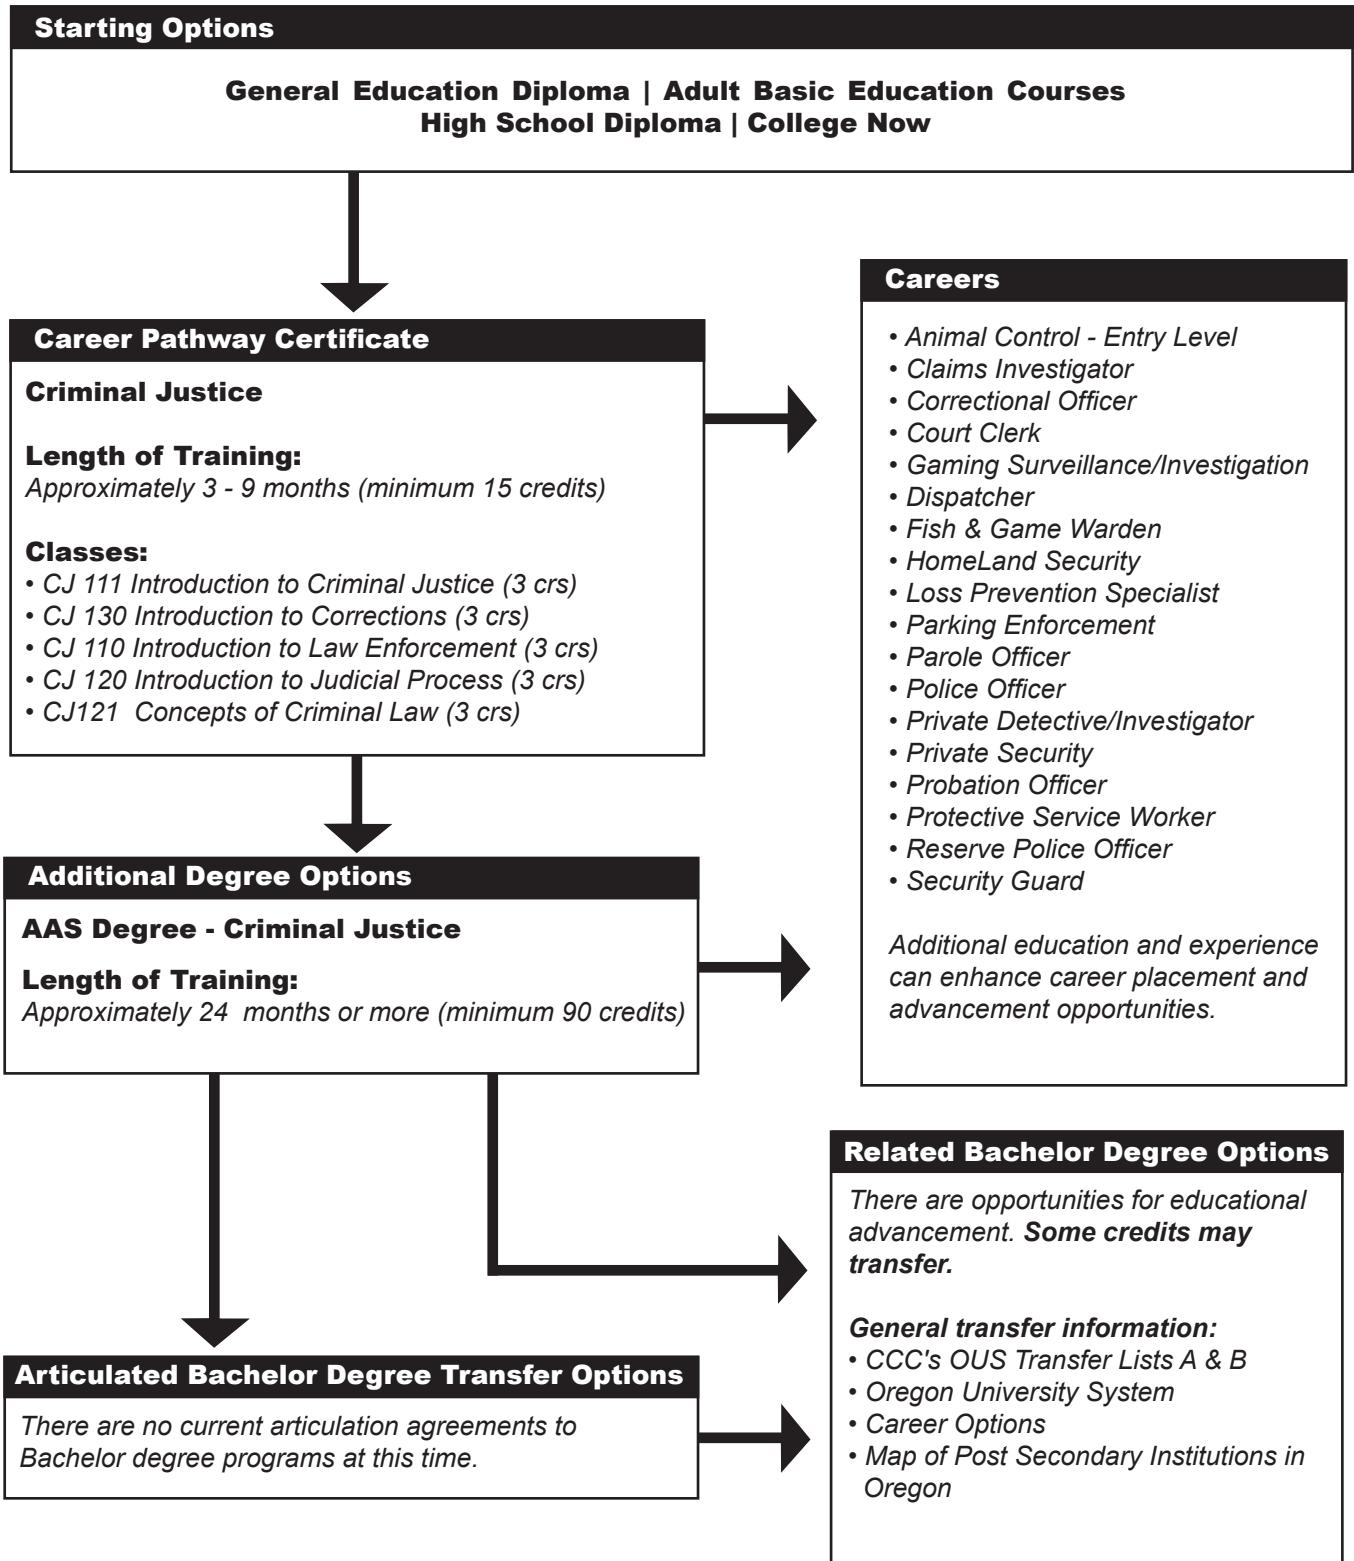 Starting Options
General Education Diploma | Adult Basic Education Courses
High School Diploma | College Now
Career Pathway Certificate
Criminal Justice
Length of Training:
Approximately 3 - 9 months (minimum 15 credits)
Classes:
• CJ 111 Introduction to Criminal Justice (3 crs)
• CJ 130 Introduction to Corrections (3 crs)
• CJ 110 Introduction to Law Enforcement (3 crs)
• CJ 120 Introduction to Judicial Process (3 crs)
• CJ121  Concepts of Criminal Law (3 crs)
Careers
• Animal Control - Entry Level
• Claims Investigator
• Correctional Officer
• Court Clerk
• Gaming Surveillance/Investigation
• Dispatcher
• Fish & Game Warden
• HomeLand Security
• Loss Prevention Specialist
• Parking Enforcement
• Parole Officer
• Police Officer
• Private Detective/Investigator
• Private Security
• Probation Officer
• Protective Service Worker
• Reserve Police Officer
• Security Guard
Additional education and experience
can enhance career placement and
advancement opportunities.
Additional Degree Options
AAS Degree - Criminal Justice
Length of Training:
Approximately 24  months or more (minimum 90 credits)
Related Bachelor Degree Options
There are opportunities for educational
advancement. Some credits may
transfer.
General transfer information:
• CCC's OUS Transfer Lists A & B
• Oregon University System
• Career Options
• Map of Post Secondary Institutions in
Oregon
Articulated Bachelor Degree Transfer Options
There are no current articulation agreements to
Bachelor degree programs at this time.